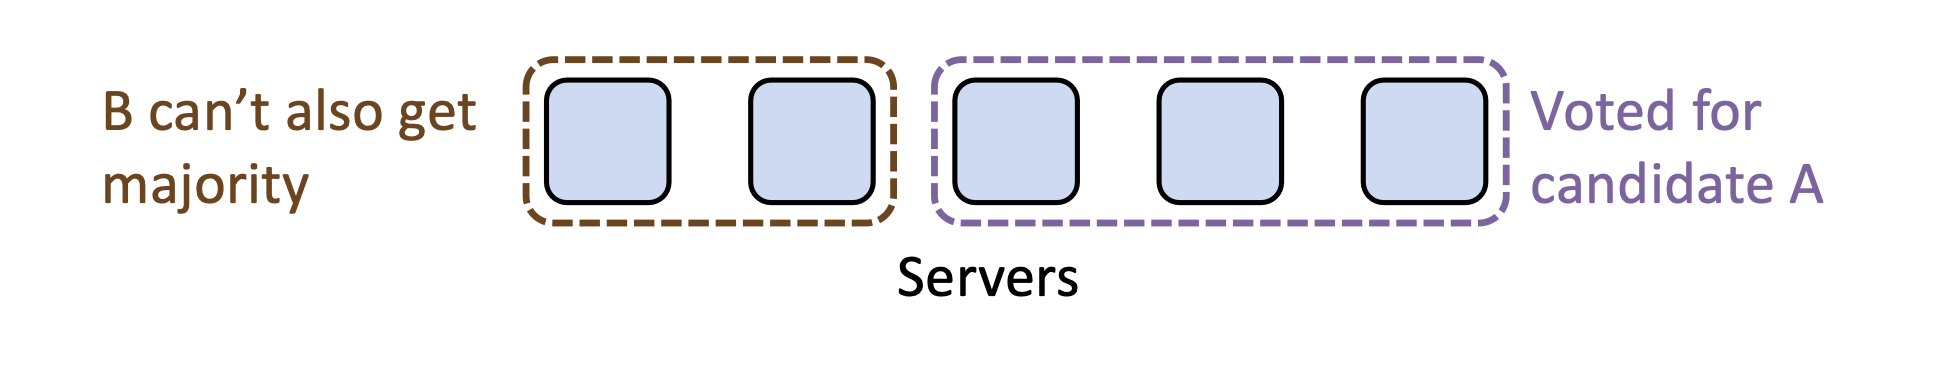 B can’t also get
majority
Voted for
candidate A
Servers